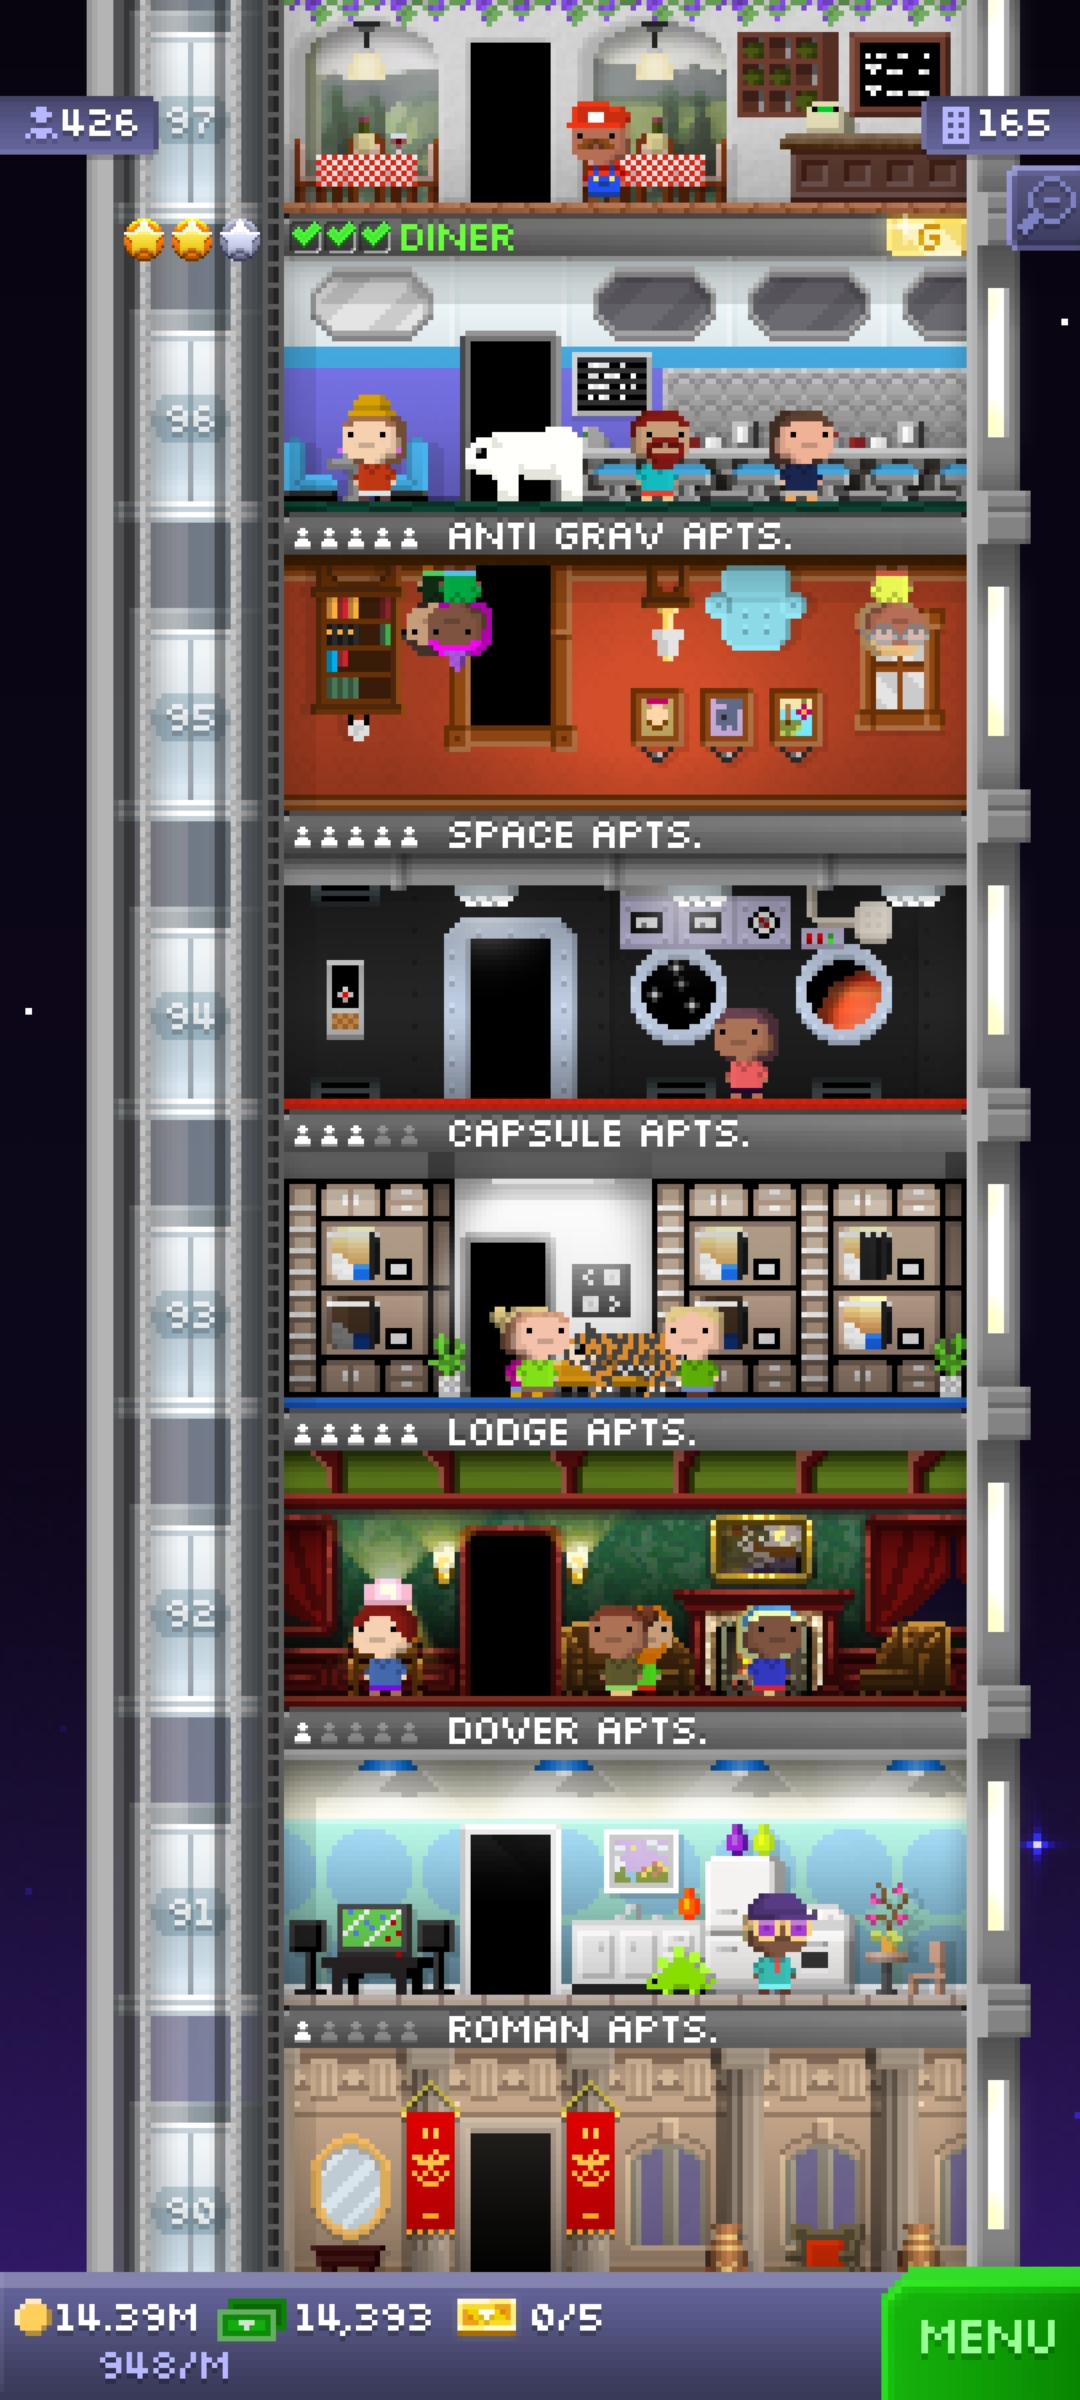 97
426
165
DINER
G
96
ANTI GRAV APTS.
95
SPACE APTS.
94
CAPSULE APTS.
93
LODGE APTS.
92
DOVER APTS.
91
ROMAN APTS.
90
14.39M 14,393 0/5
948/M
MENU